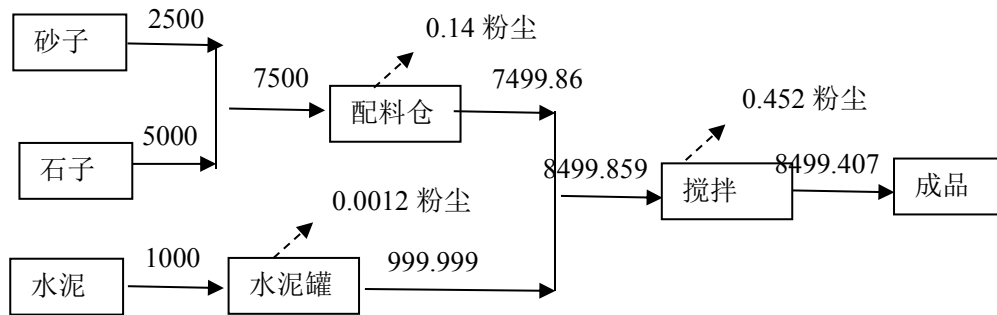 2500
砂子
0.14 粉尘
7500
7499.86
配料仓
0.452 粉尘
5000
石子
8499.859
搅拌
8499.407
成品
0.0012 粉尘
1000
水泥
水泥罐
999.999